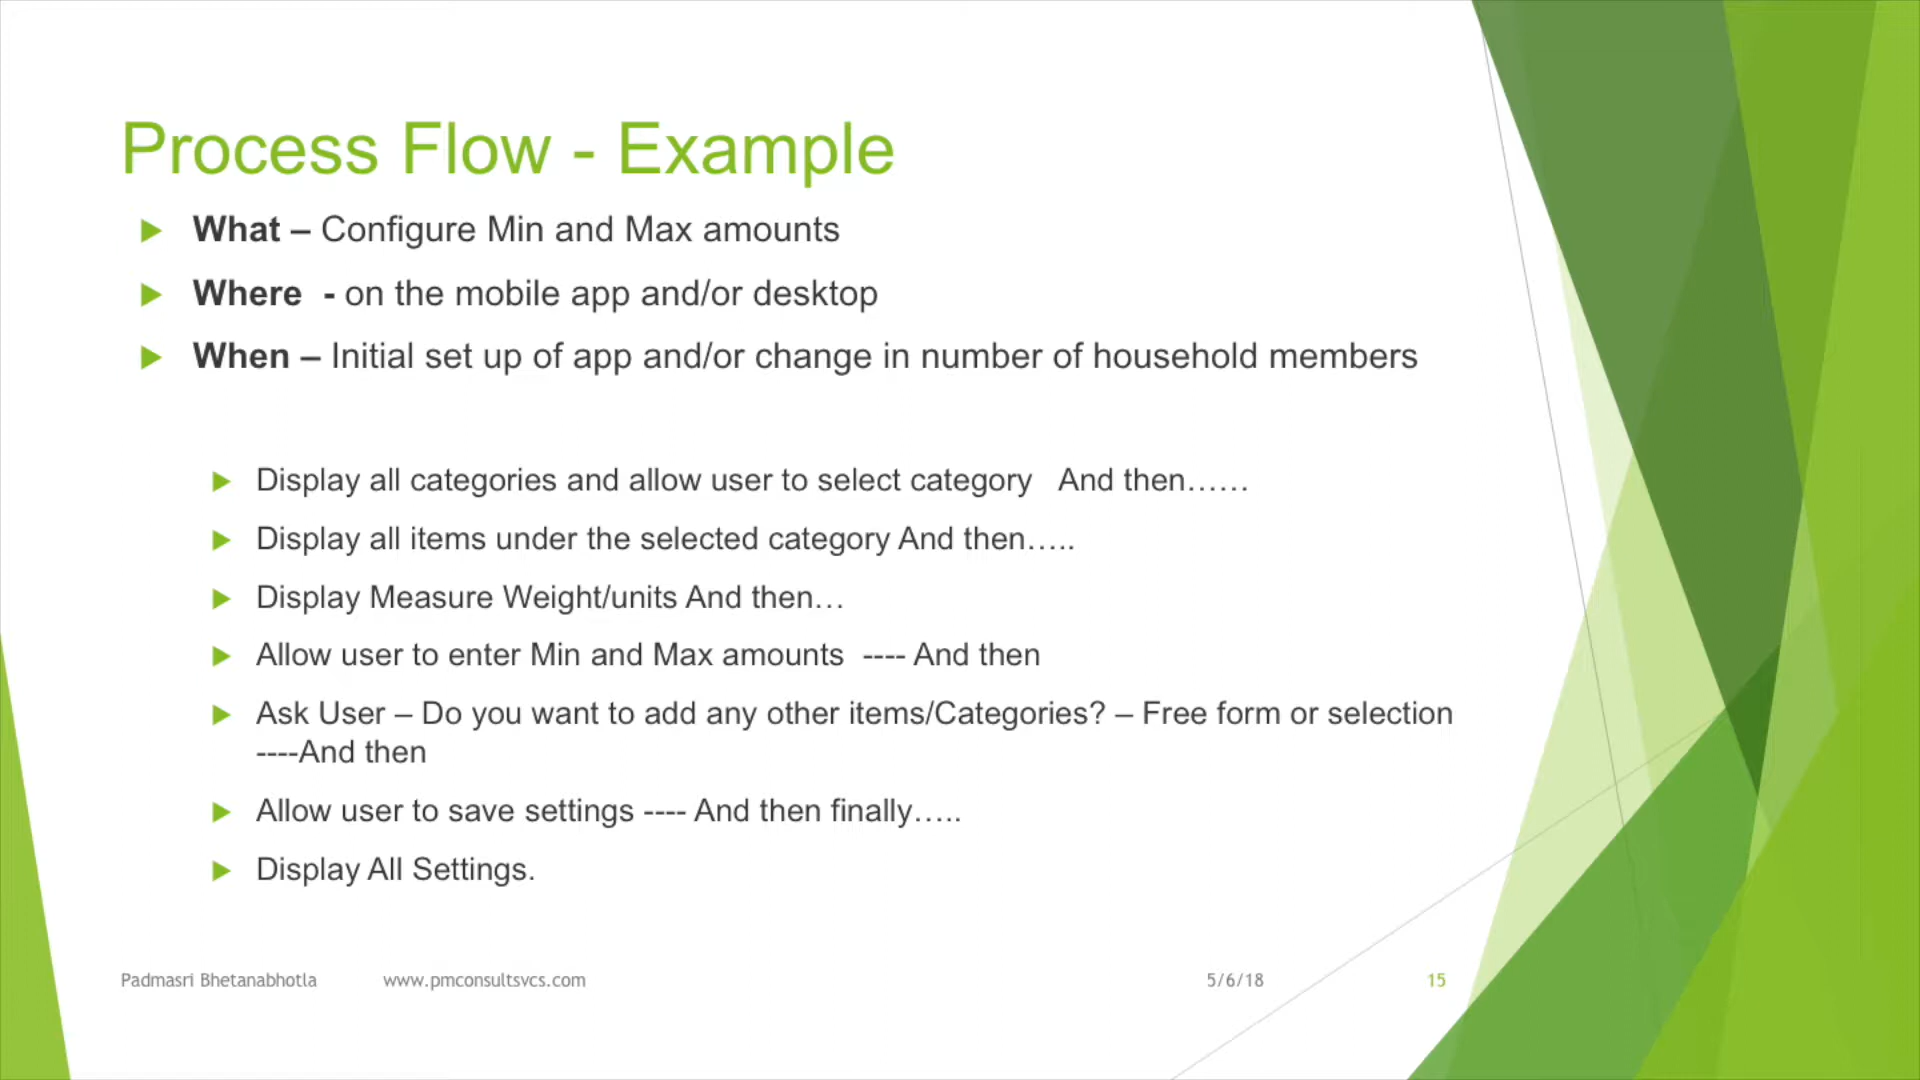 Process Flow - Example
What – Configure Min and Max amounts
Where  - on the mobile app and/or desktop
When – Initial set up of app and/or change in number of household members
Display all categories and allow user to select category   And then……
Display all items under the selected category And then…..
Display Measure Weight/units And then…
Allow user to enter Min and Max amounts  ---- And then
Ask User – Do you want to add any other items/Categories? – Free form or selection
----And then
Allow user to save settings ---- And then finally…..
Display All Settings.
Padmasri Bhetanabhotla www.pmconsultsvcs.com 5/6/18 15